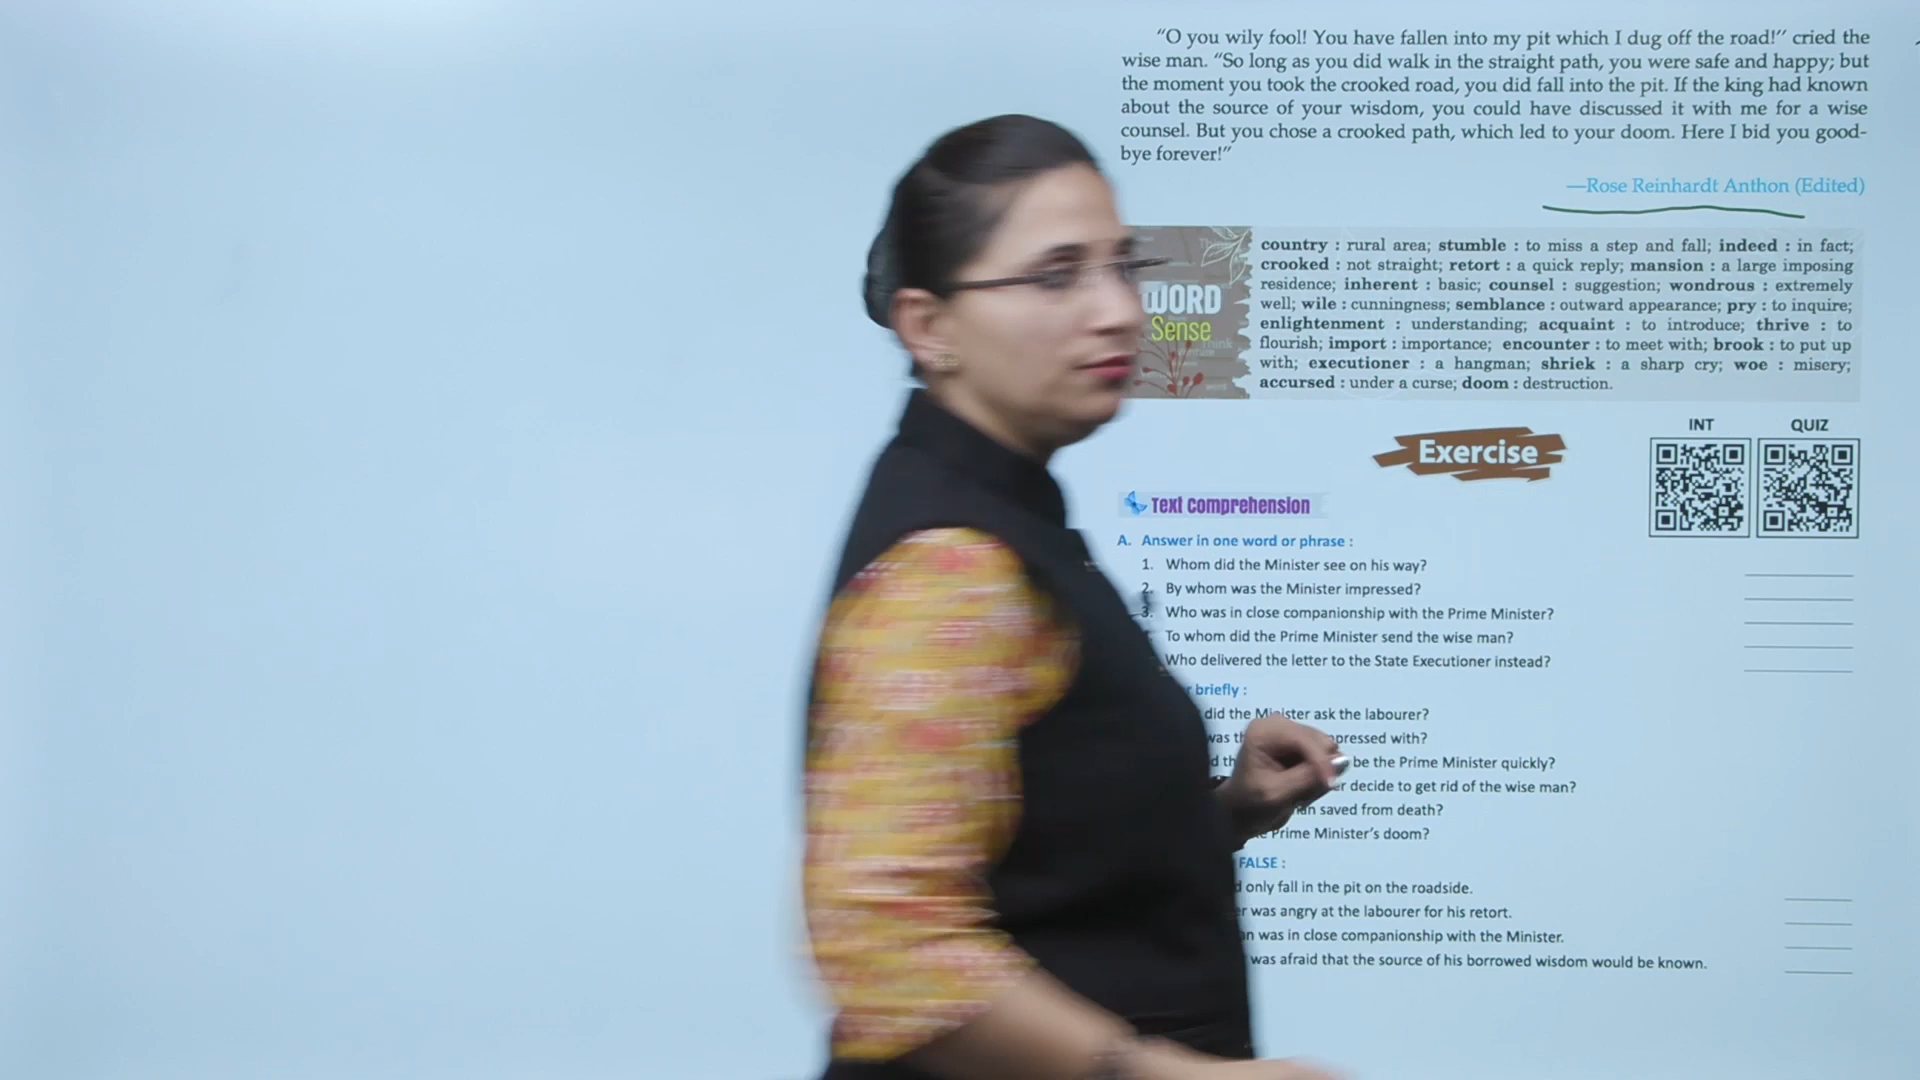 “O you wily fool! You have fallen into my pit which I dug off the road!” cried the
wise man. “So long as you did walk in the straight path, you were safe and happy; but
the moment you took the crooked road, you did fall into the pit. If the king had known
about the source of your wisdom, you could have discussed it with me for a wise
counsel. But you chose a crooked path, which led to your doom. Here I bid you good-
bye forever!”
—Rose Reinhardt Anthon (Edited)
WORD
Sense
country : rural area; stumble : to miss a step and fall; indeed : in fact;
crooked : not straight; retort : a quick reply; mansion : a large imposing
residence; inherent : basic; counsel : suggestion; wondrous : extremely
well; wile : cunningness; semblance : outward appearance; pry : to inquire;
enlightenment : understanding; acquaint : to introduce; thrive : to
flourish; import : importance; encounter : to meet with; brook : to put up
with; executioner : a hangman; shriek : a sharp cry; woe : misery;
accursed : under a curse; doom : destruction.
Exercise
INT
QUIZ
Text comprehension
A. Answer in one word or phrase :
1. Whom did the Minister see on his way?
2. By whom was the Minister impressed?
3. Who was in close companionship with the Prime Minister?
To whom did the Prime Minister send the wise man?
Who delivered the letter to the State Executioner instead?
briefly :
did the Minister ask the labourer?
with?
be the Prime Minister quickly?
decide to get rid of the wise man?
saved from death?
Prime Minister’s doom?
FALSE :
only fall in the pit on the roadside.
was angry at the labourer for his retort.
was in close companionship with the Minister.
was afraid that the source of his borrowed wisdom would be known.